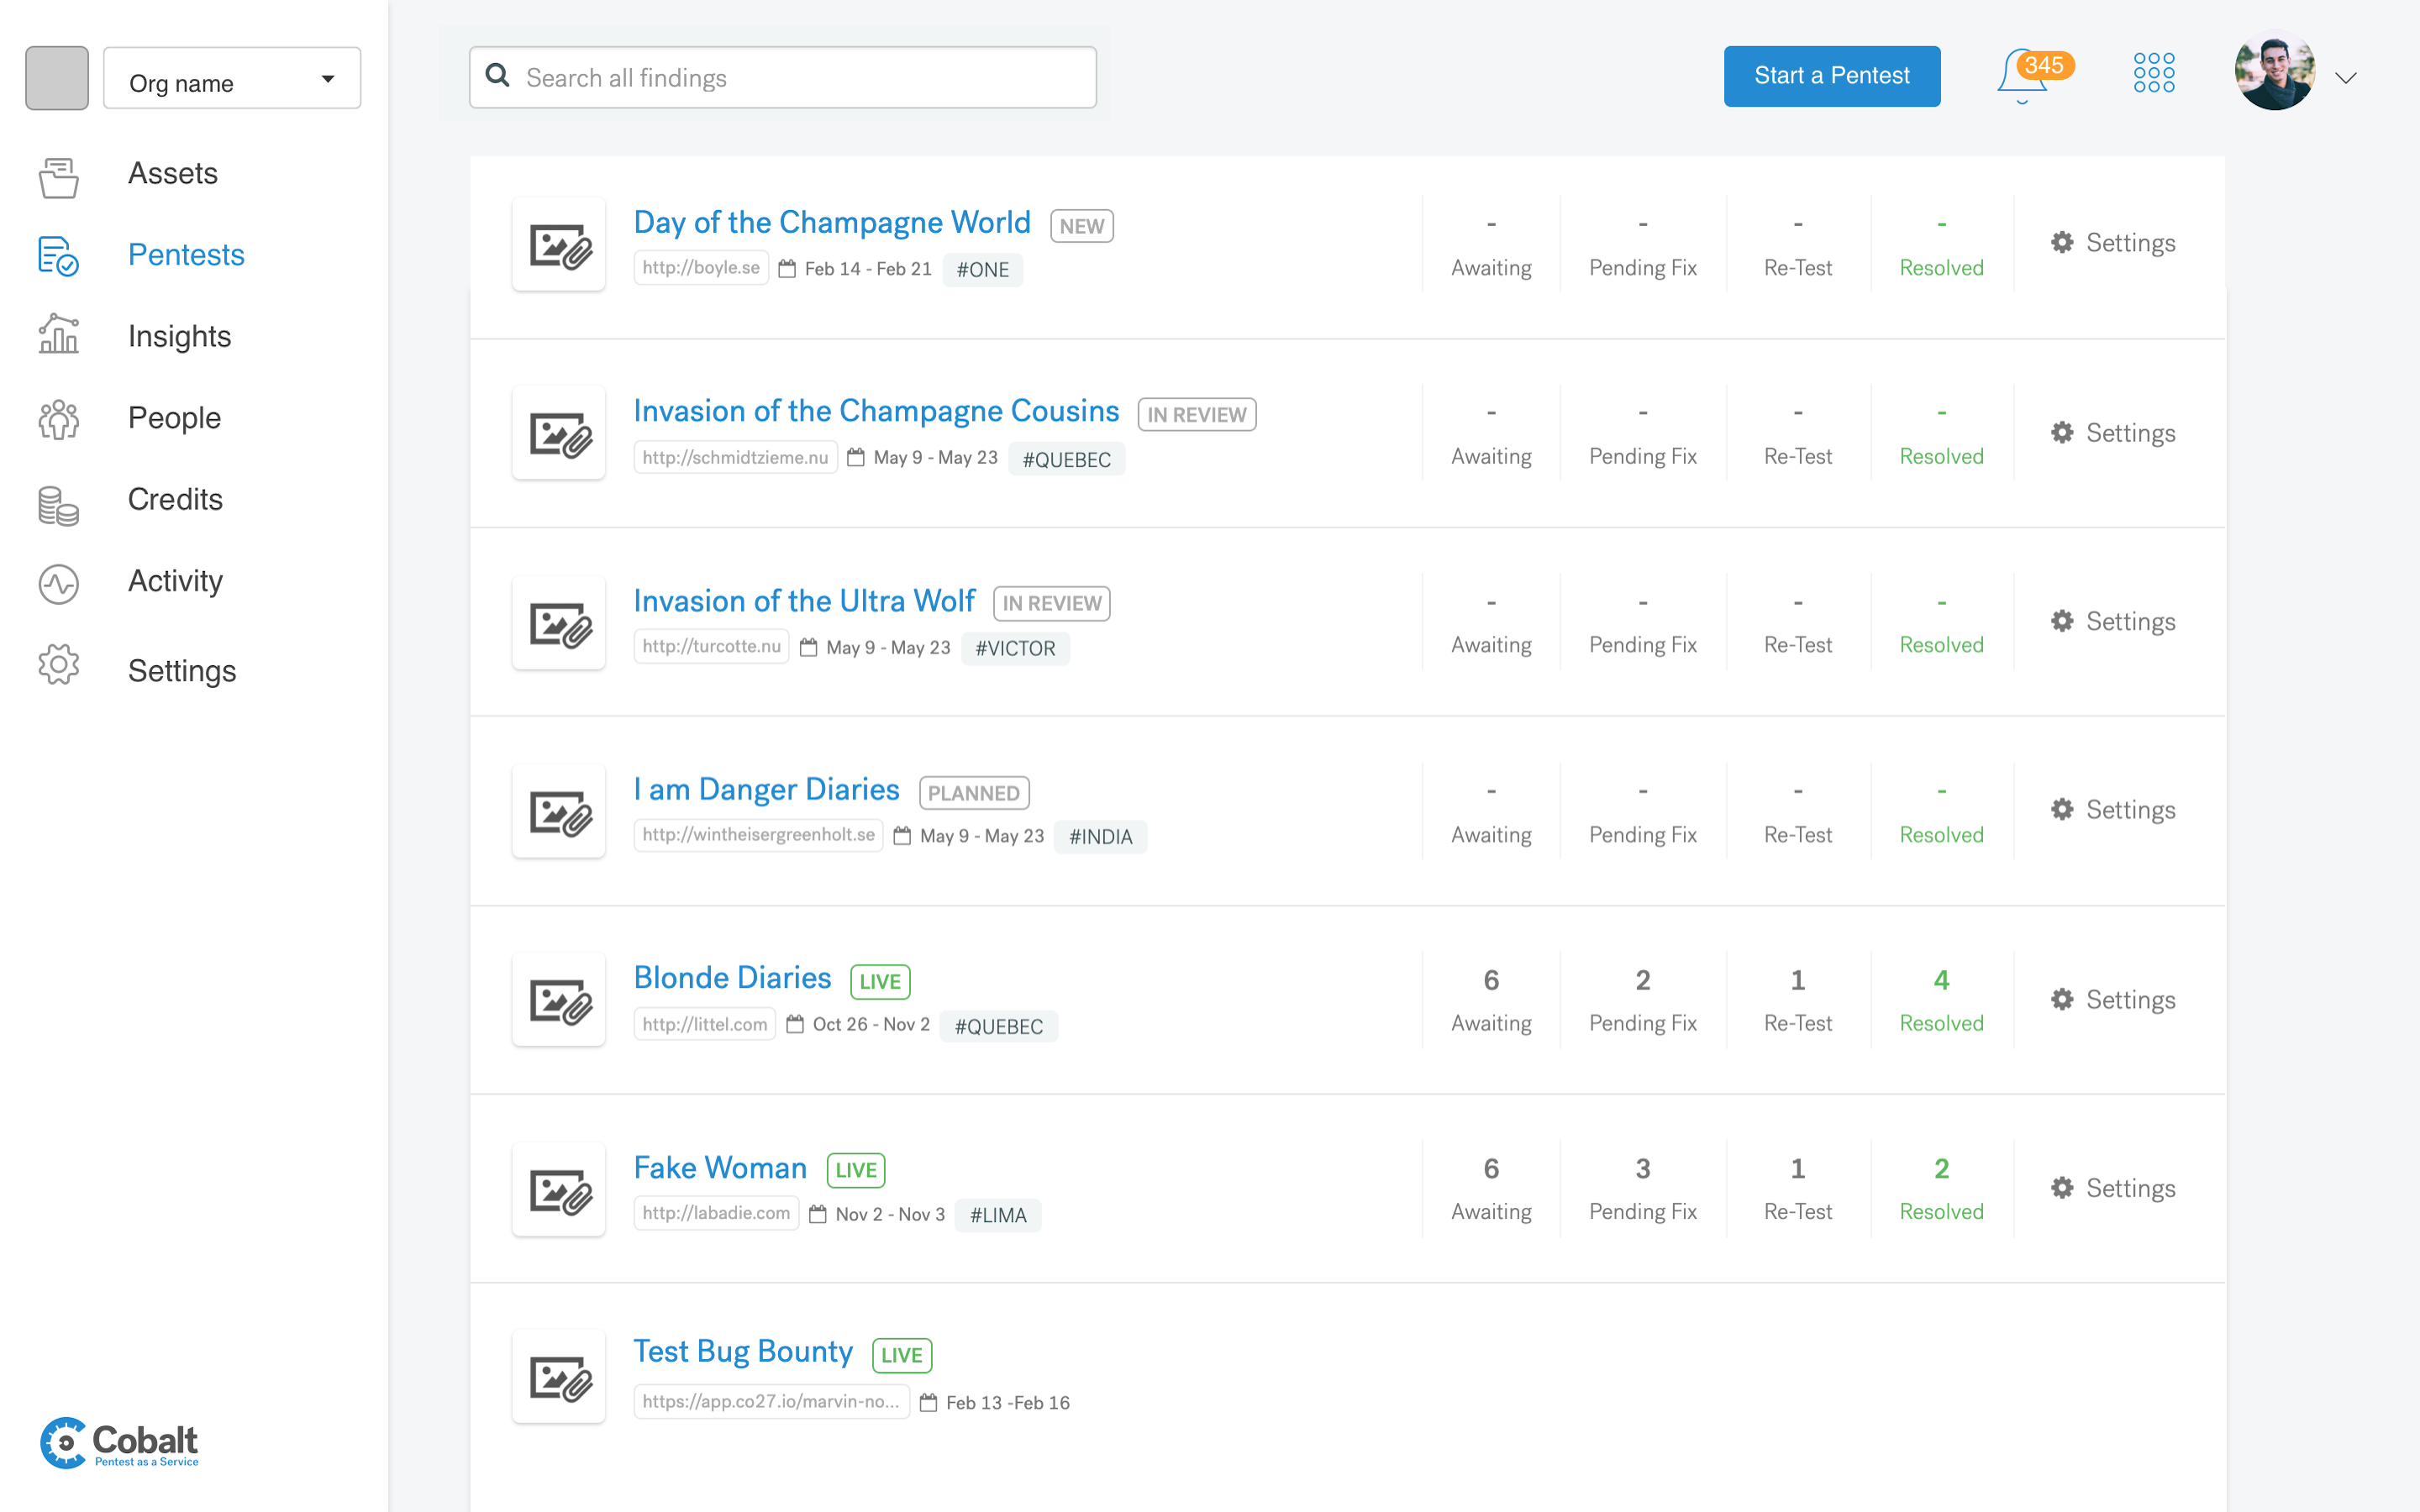 Org name
Search all findings
Start a Pentest
345
Assets
Pentests
Insights
People
Credits
Activity
Settings
Day of the Champagne World NEW
http://boyle.se Feb 14 - Feb 21 #ONE
- - - -
Awaiting Pending Fix Re-Test Resolved
Settings
Invasion of the Champagne Cousins IN REVIEW
http://schmidtzieme.nu May 9 - May 23 #QUEBEC
- - - -
Awaiting Pending Fix Re-Test Resolved
Settings
Invasion of the Ultra Wolf IN REVIEW
http://turcotte.nu May 9 - May 23 #VICTOR
- - - -
Awaiting Pending Fix Re-Test Resolved
Settings
I am Danger Diaries PLANNED
http://wintheisergreenholt.se May 9 - May 23 #INDIA
- - - -
Awaiting Pending Fix Re-Test Resolved
Settings
Blonde Diaries LIVE
http://littel.com Oct 26 - Nov 2 #QUEBEC
6 2 1 4
Awaiting Pending Fix Re-Test Resolved
Settings
Fake Woman LIVE
http://labadie.com Nov 2 - Nov 3 #LIMA
6 3 1 2
Awaiting Pending Fix Re-Test Resolved
Settings
Test Bug Bounty LIVE
https://app.co27.io/marvin-no... Feb 13 -Feb 16
Cobalt
Pentest as a Service